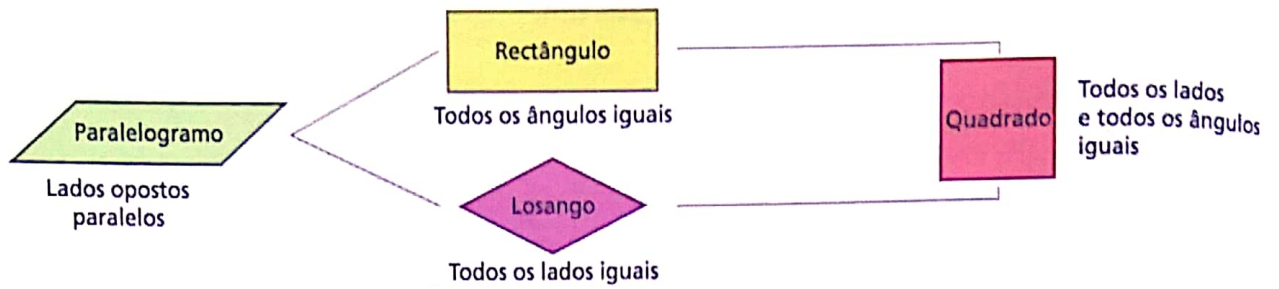 Paralelogramo
Lados opostos
paralelos
Rectângulo
Todos os ângulos iguais
Losango
Todos os lados iguais
Quadrado
Todos os lados
e todos os ângulos
iguais